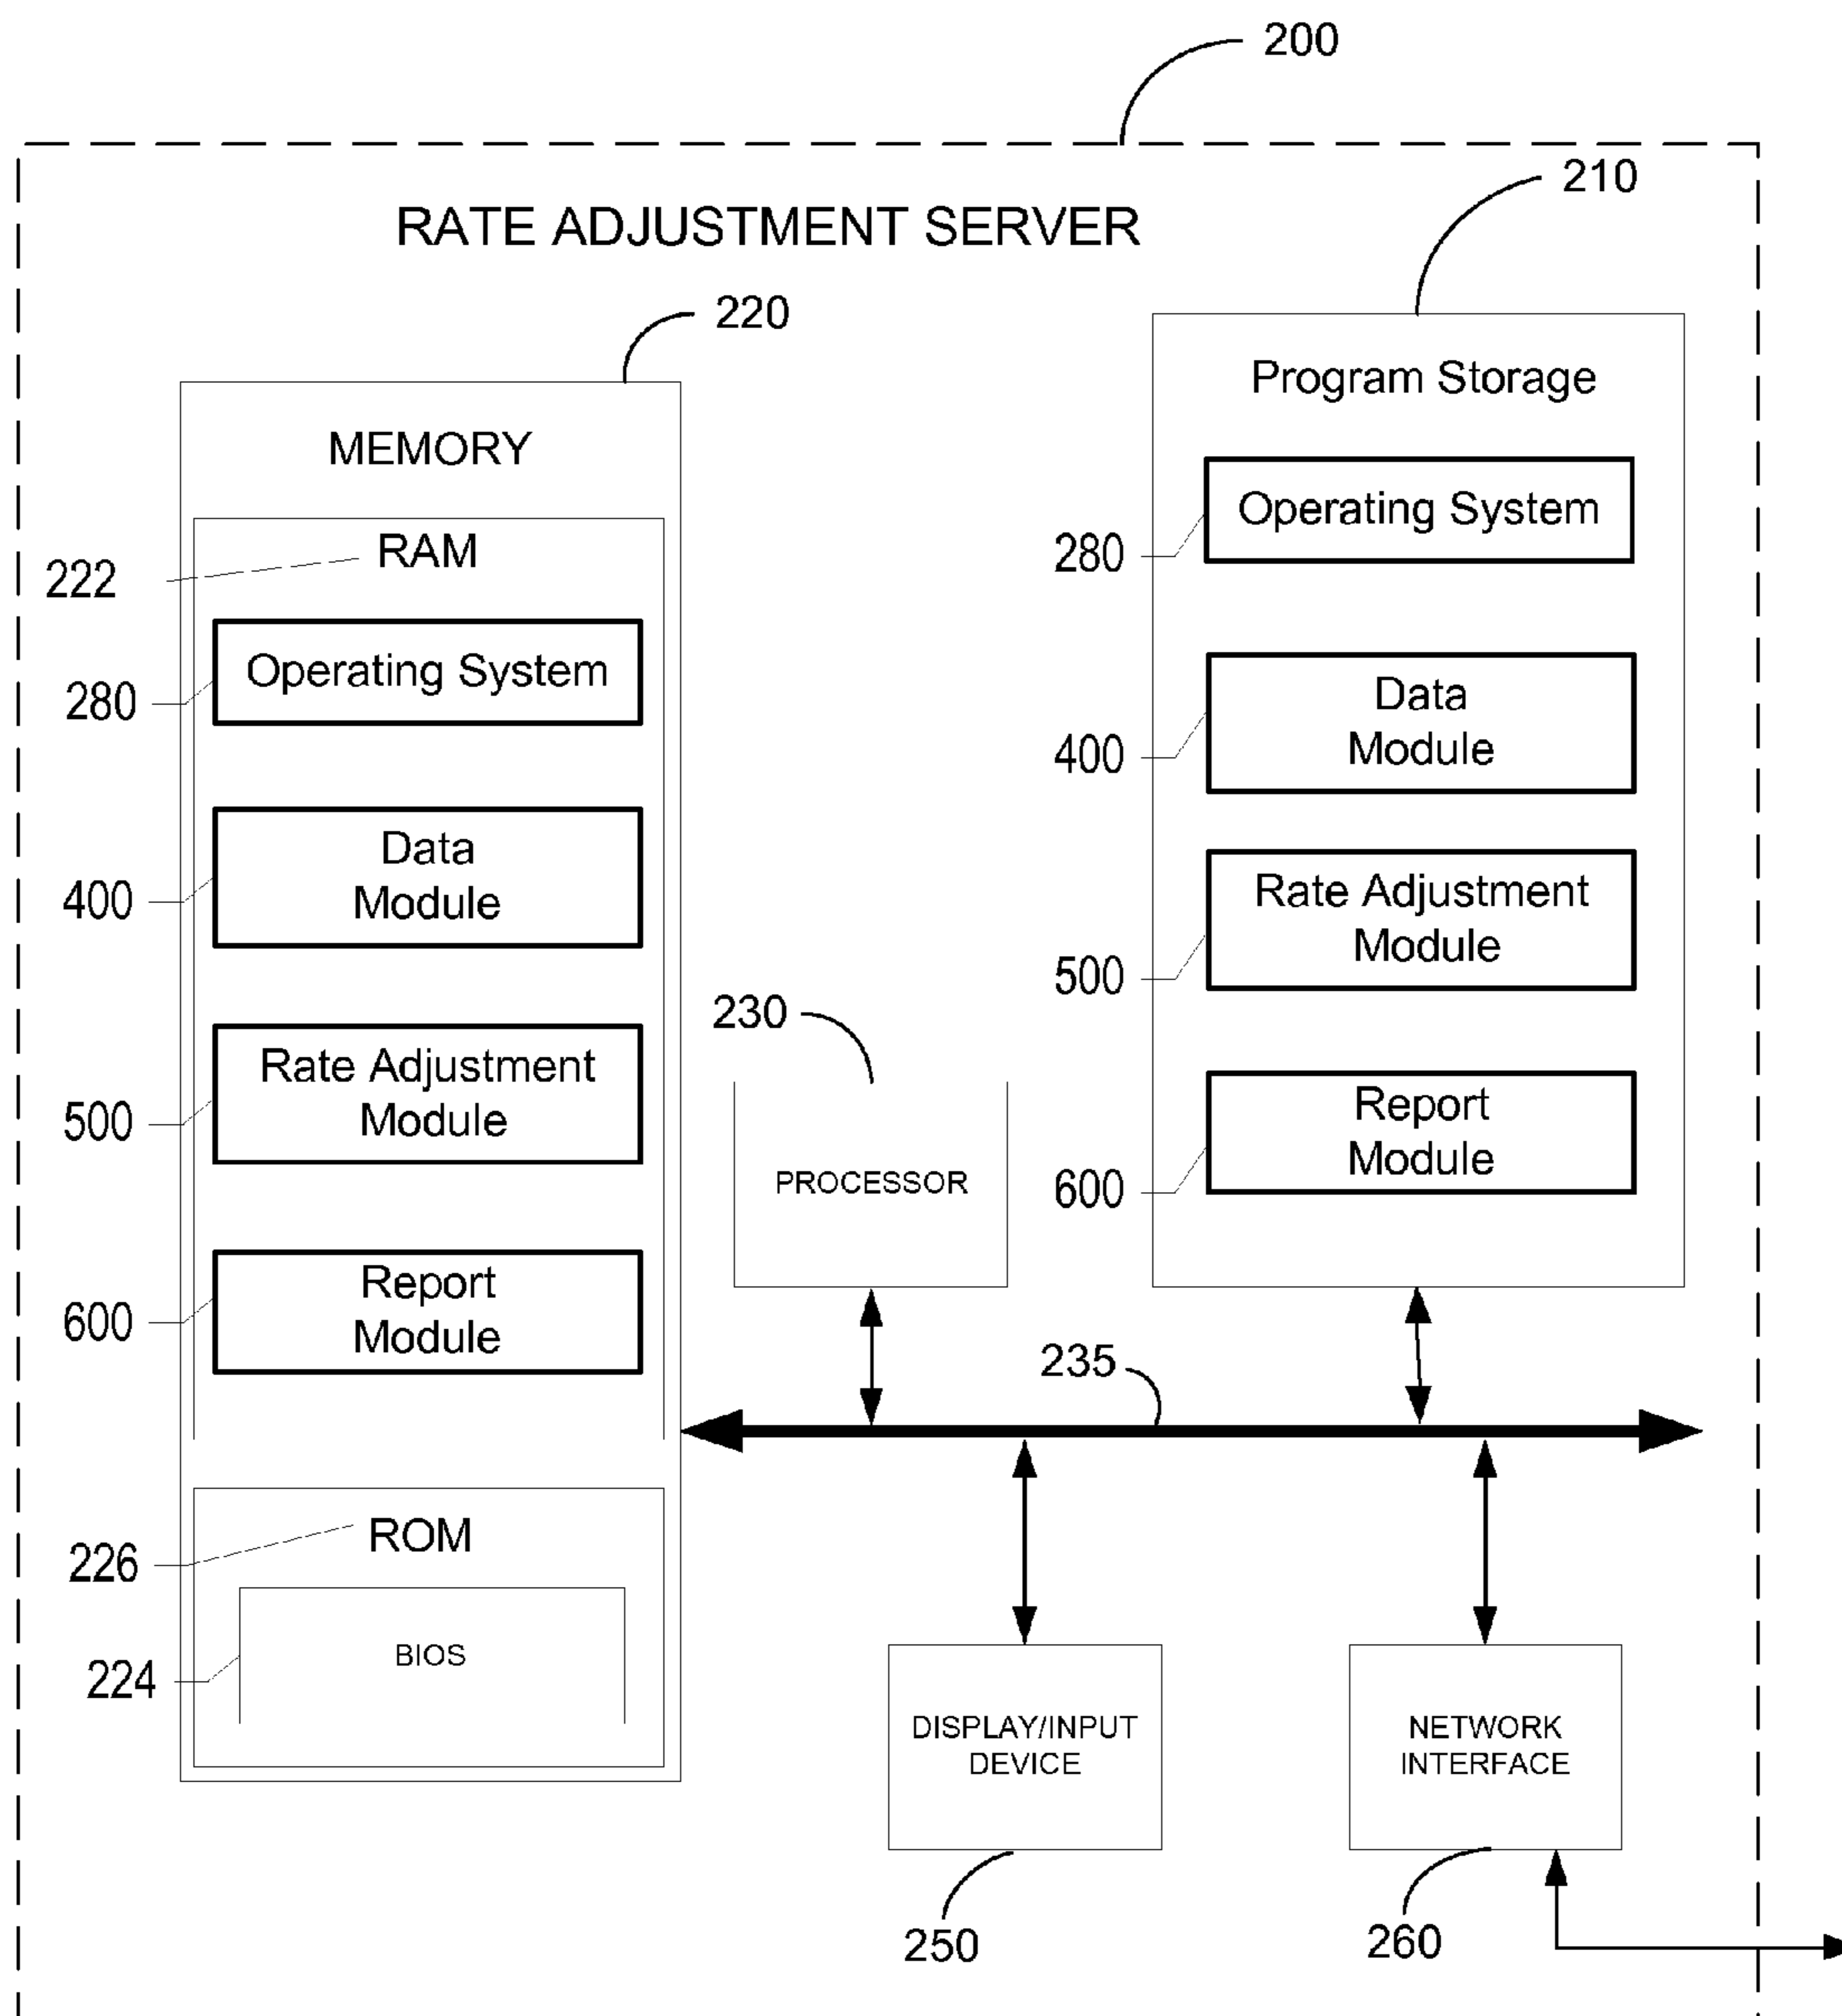 200
210
RATE ADJUSTMENT SERVER
220
Program Storage
MEMORY
Operating System
280
RAM
222
Operating System
280
Data
Module
400
Data
Module
400
Rate Adjustment
Module
500
230
Rate Adjustment
Module
500
Report
Module
600
PROCESSOR
Report
Module
600
235
ROM
226
BIOS
224
DISPLAY/INPUT
DEVICE
NETWORK
INTERFACE
250
260